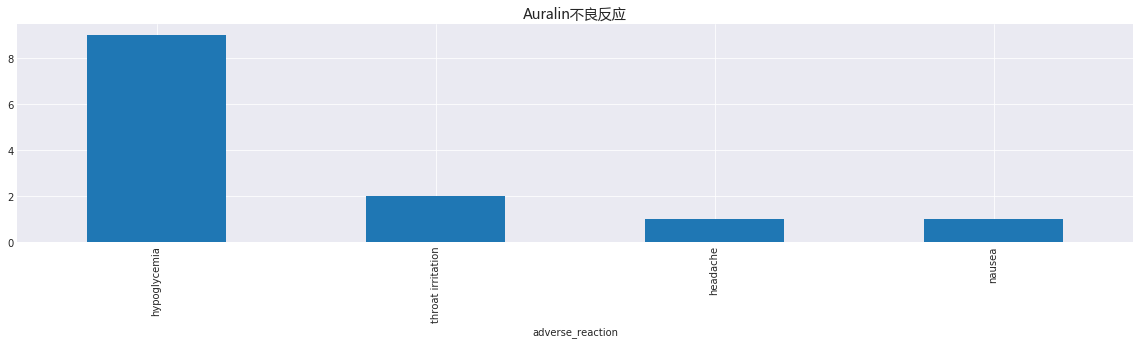 Auralin不良反应
8
6
4
2
0
hypoglycemia
throat irritation
headache
nausea
adverse_reaction